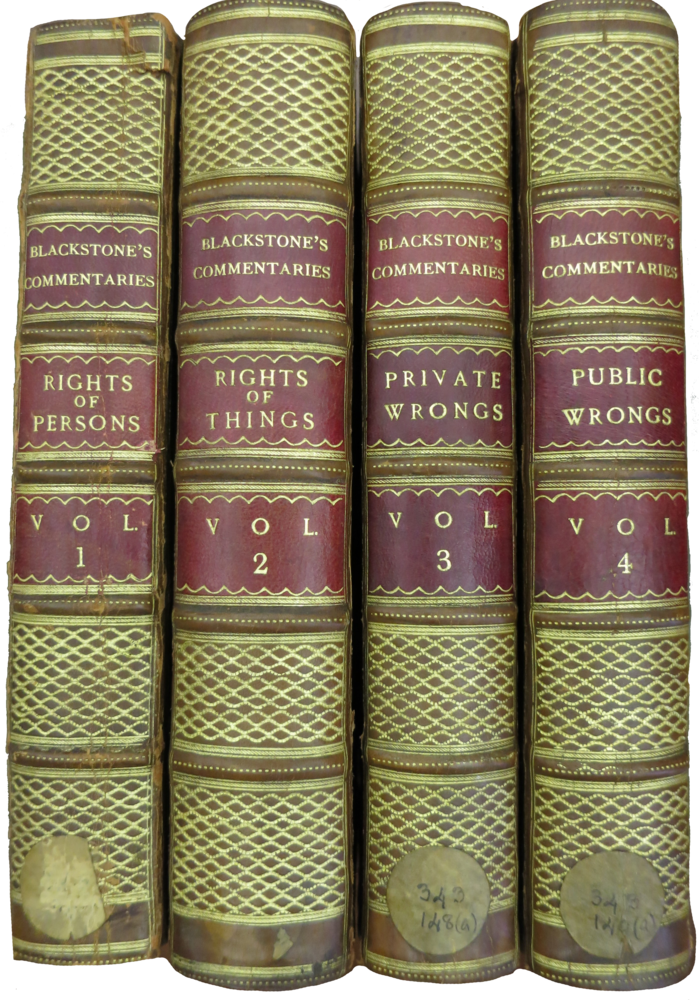 BLACKSTONE'S
COMMENTARIES
RIGHTS
OF
PERSONS
VOL.
1
BLACKSTONE'S
COMMENTARIES
RIGHTS
OF
THINGS
VOL.
2
BLACKSTONE'S
COMMENTARIES
PRIVATE
WRONGS
VOL.
3
343
148(a)
BLACKSTONE'S
COMMENTARIES
PUBLIC
WRONGS
VOL.
4
343